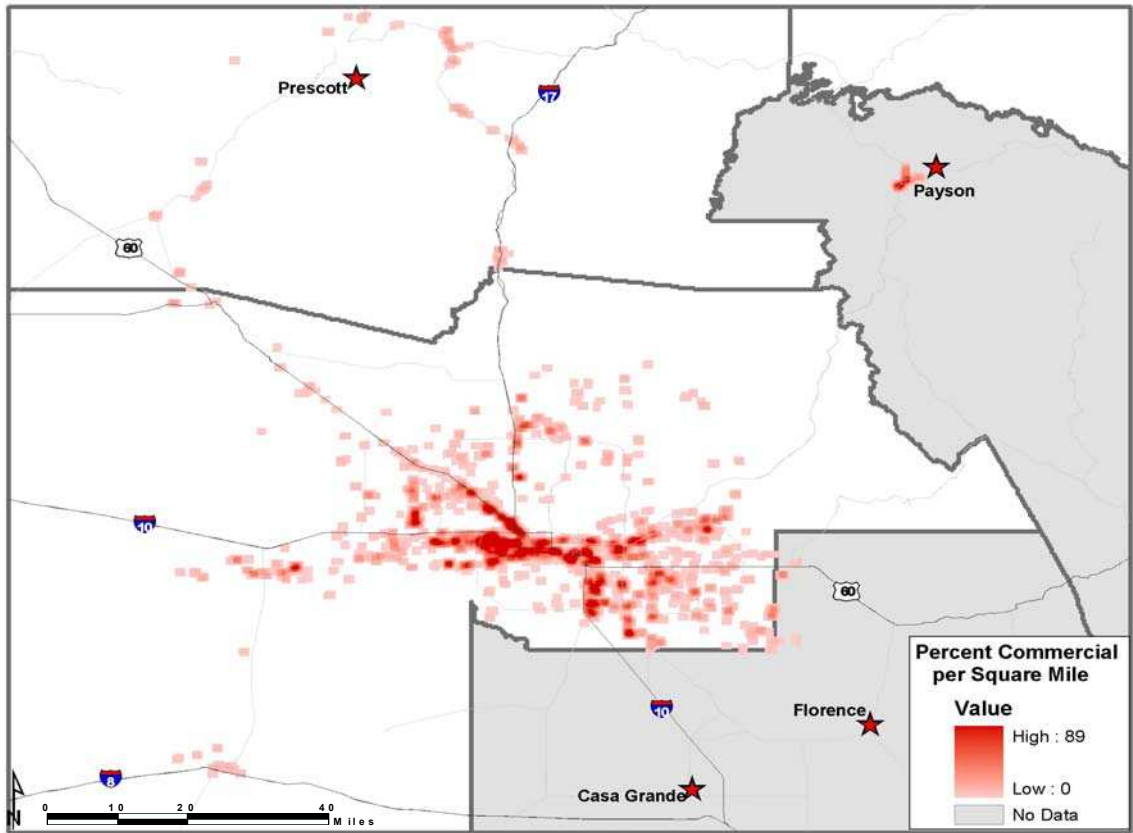 Prescott
17
Payson
60
10
60
Percent Commercial
per Square Mile
Value
High : 89
Low : 0
No Data
10
Florence
8
Casa Grande
N
0 10 20 40
Miles